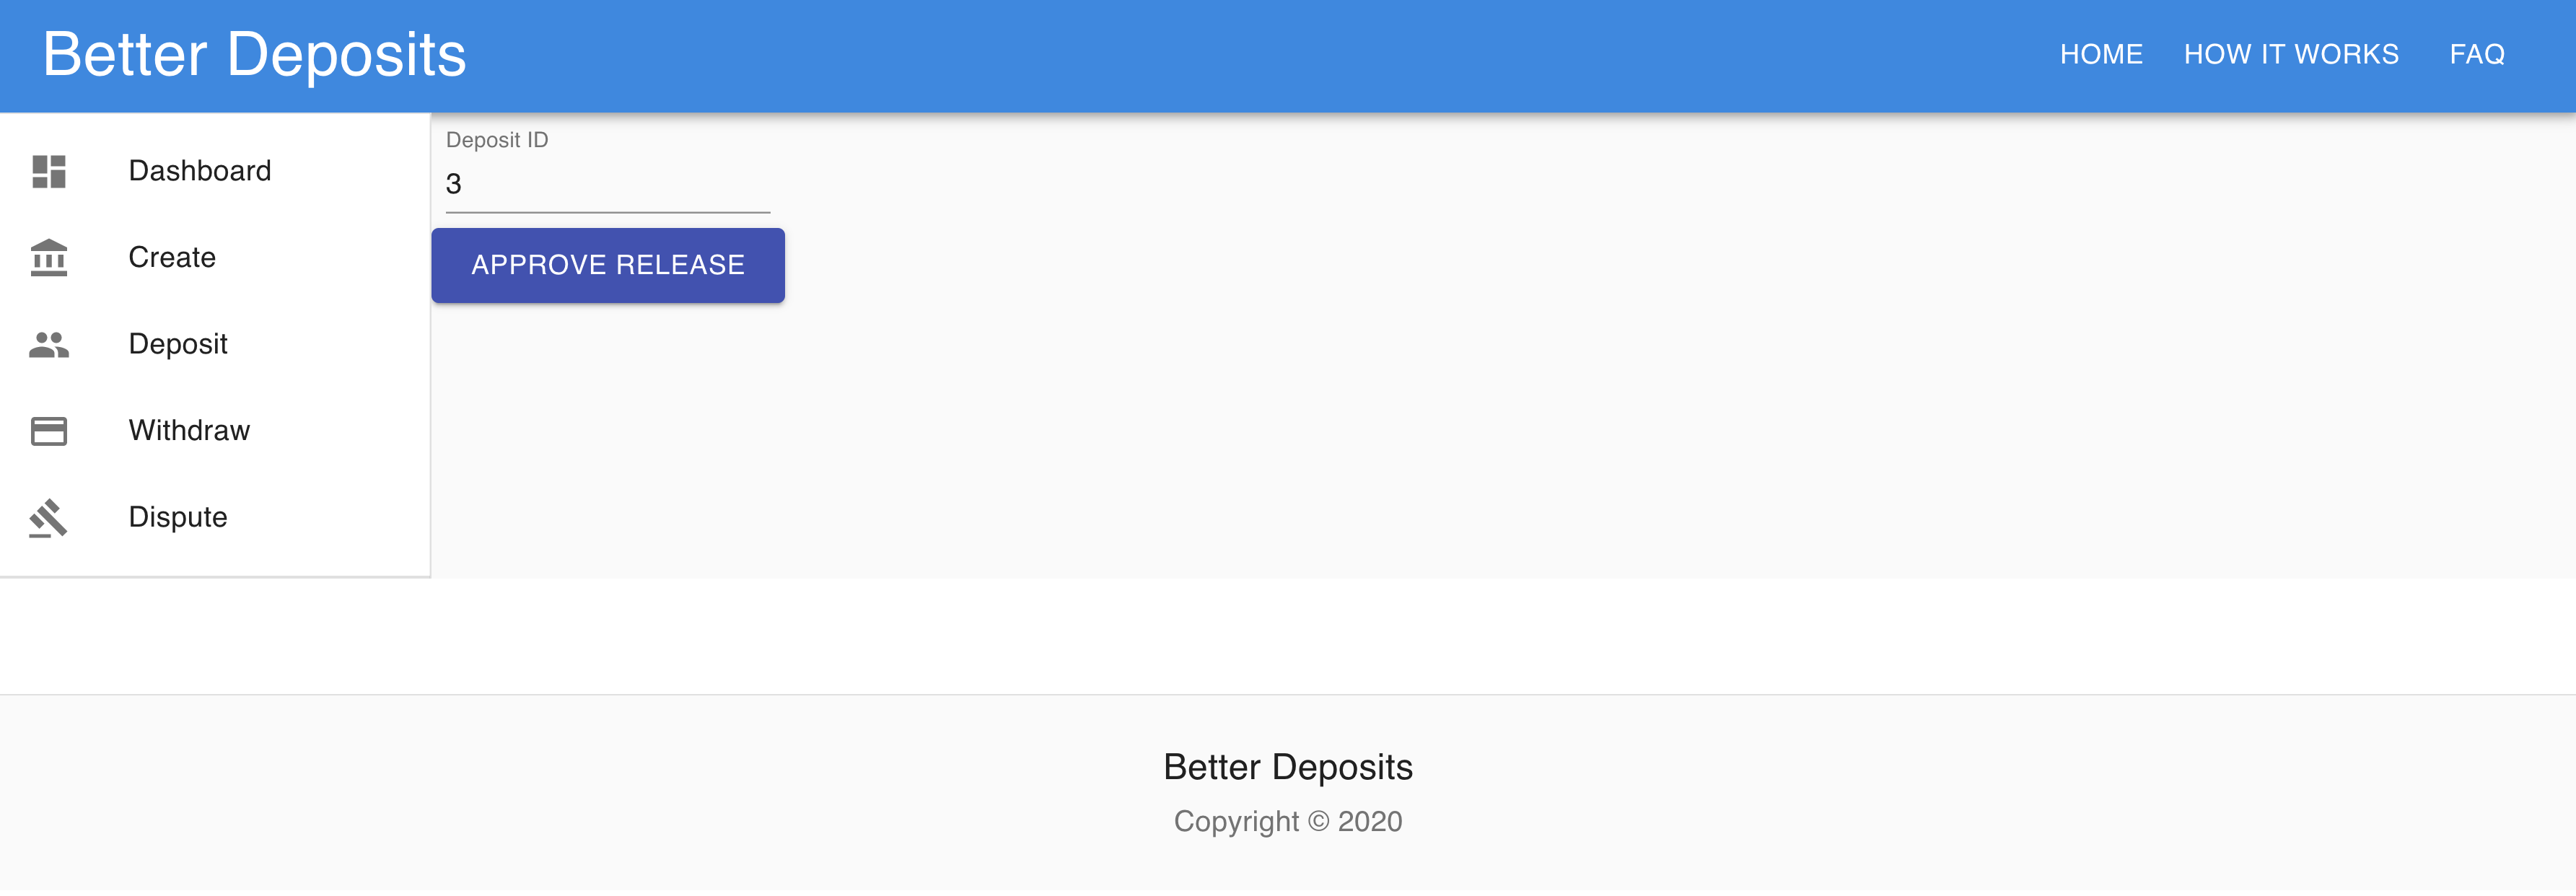 Better Deposits
HOME HOW IT WORKS FAQ
Dashboard
Create
Deposit
Withdraw
Dispute
Deposit ID
3
APPROVE RELEASE
Better Deposits
Copyright © 2020